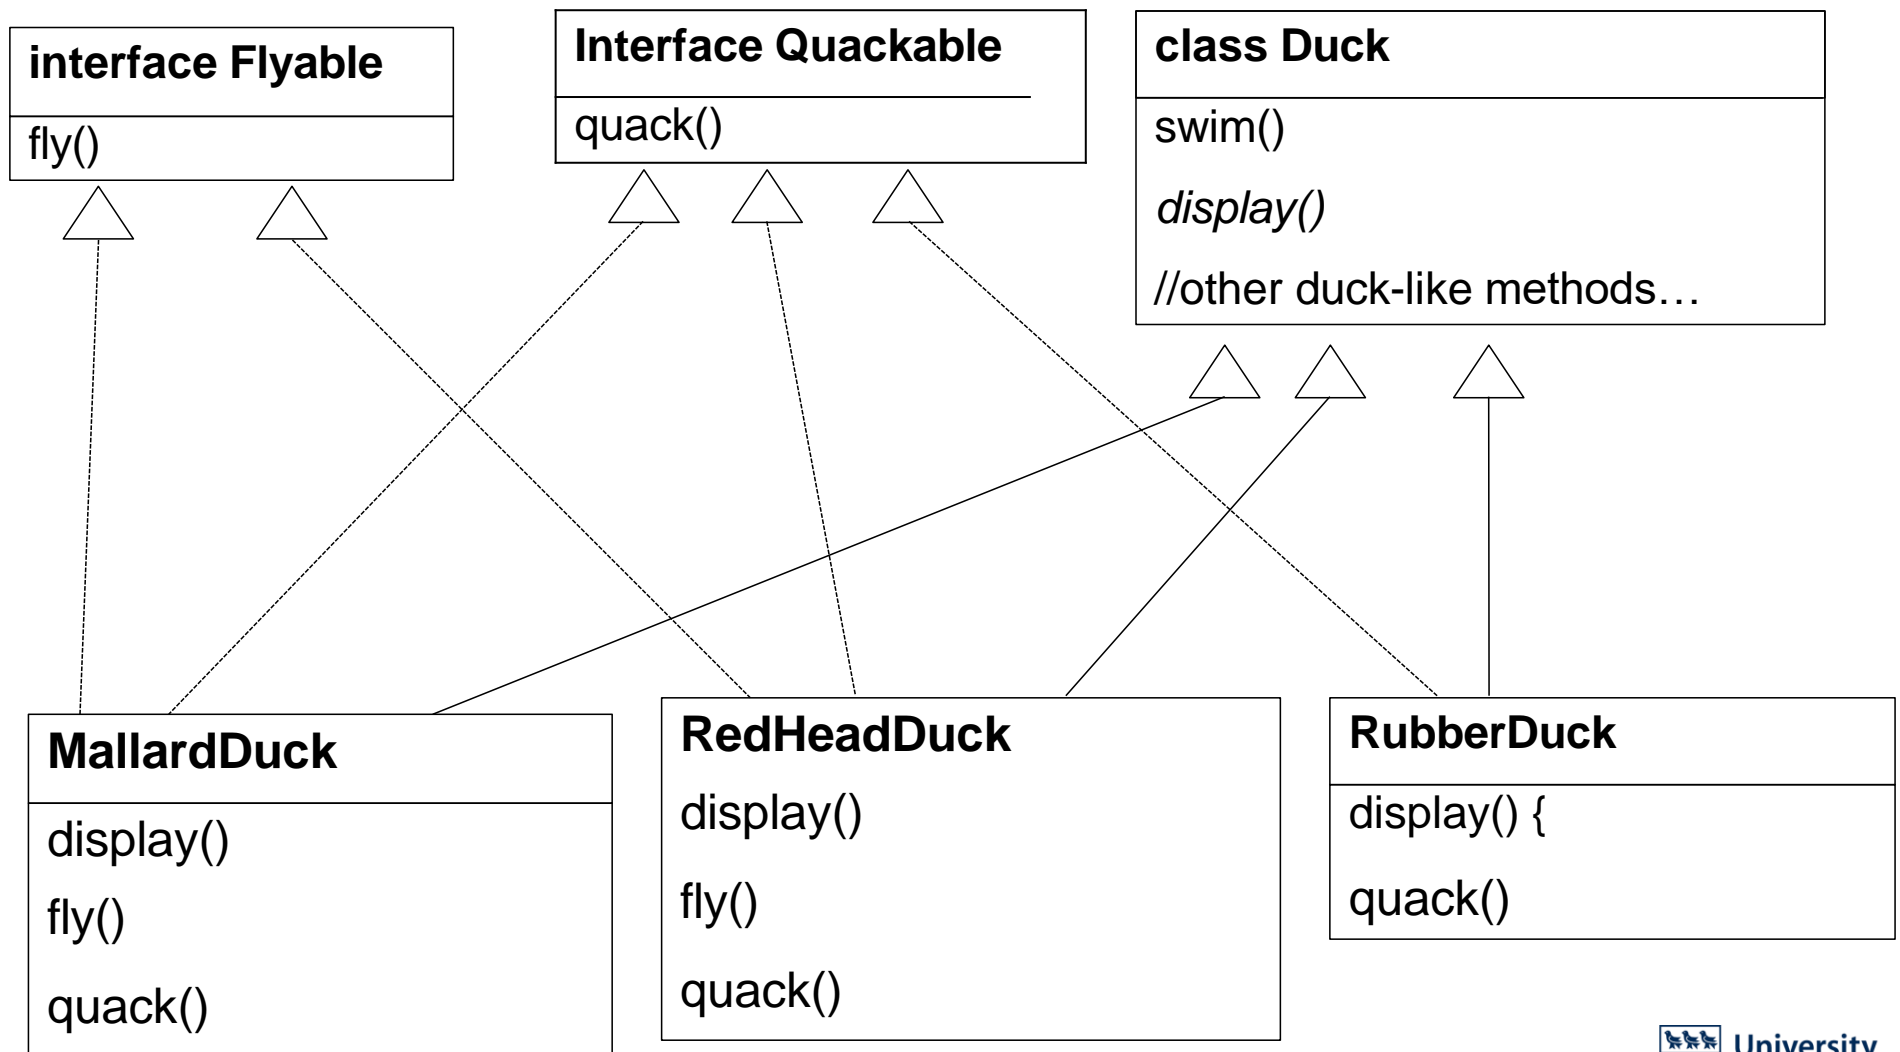 interface Flyable
fly()
Interface Quackable
quack()
class Duck
swim()
display()
//other duck-like methods…
MallardDuck
display()
fly()
quack()
RedHeadDuck
display()
fly()
quack()
RubberDuck
display() {
quack()
University